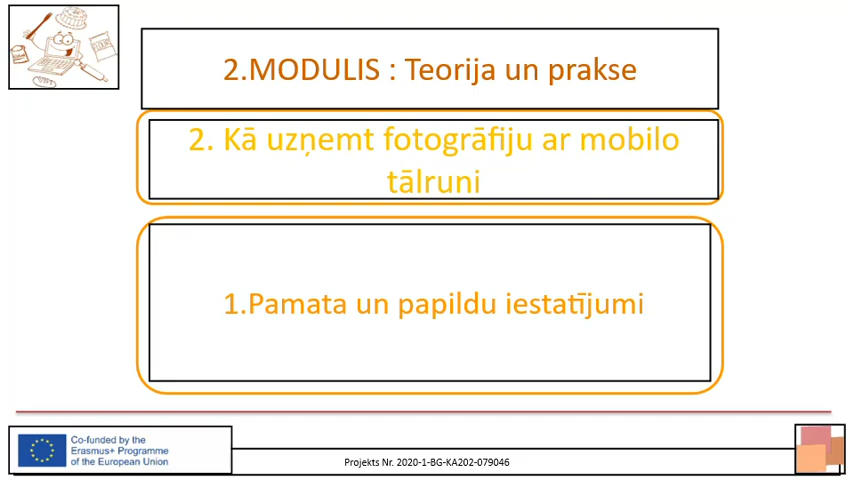 2.MODULIS : Teorija un prakse
2. Kā uzņemt fotogrāfiju ar mobilo
tālruni
1.Pamata un papildu iestatījumi
Co-funded by the
Erasmus+ Programme
of the European Union
Projekts Nr. 2020-1-BG-KA202-079046